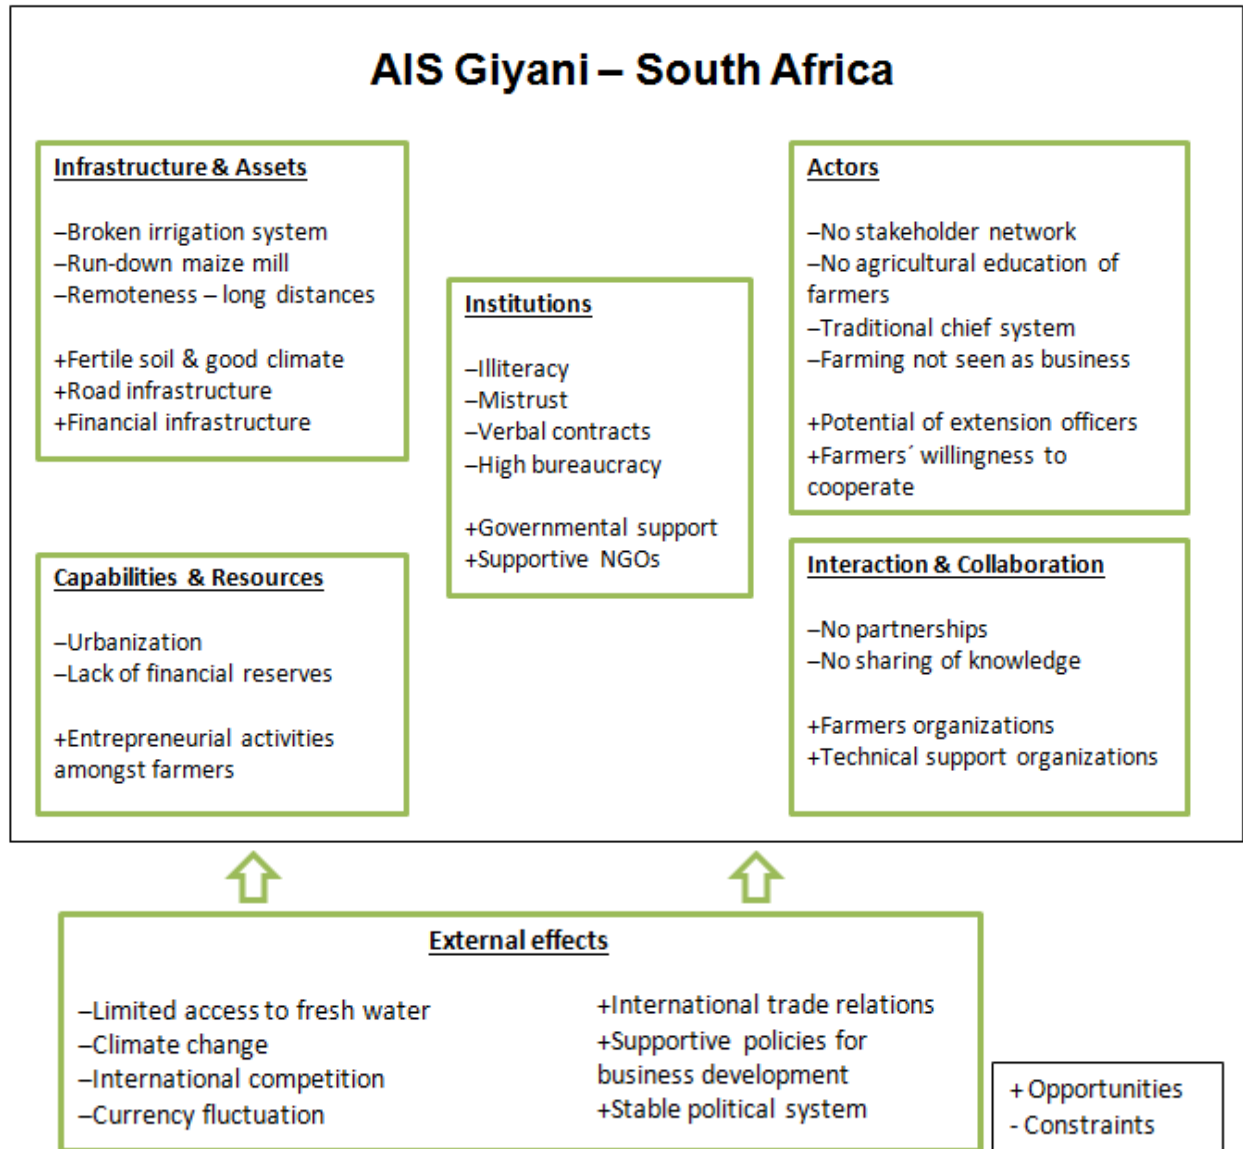 AIS Giyani – South Africa
Infrastructure & Assets
–Broken irrigation system
–Run-down maize mill
–Remoteness – long distances
+Fertile soil & good climate
+Road infrastructure
+Financial infrastructure
Institutions
–Illiteracy
–Mistrust
–Verbal contracts
–High bureaucracy
+Governmental support
+Supportive NGOs
Actors
–No stakeholder network
–No agricultural education of
farmers
–Traditional chief system
–Farming not seen as business
+Potential of extension officers
+Farmers´ willingness to
cooperate
Capabilities & Resources
–Urbanization
–Lack of financial reserves
+Entrepreneurial activities
amongst farmers
Interaction & Collaboration
–No partnerships
–No sharing of knowledge
+Farmers organizations
+Technical support organizations
External effects
–Limited access to fresh water
–Climate change
–International competition
–Currency fluctuation
+International trade relations
+Supportive policies for
business development
+Stable political system
+ Opportunities
- Constraints